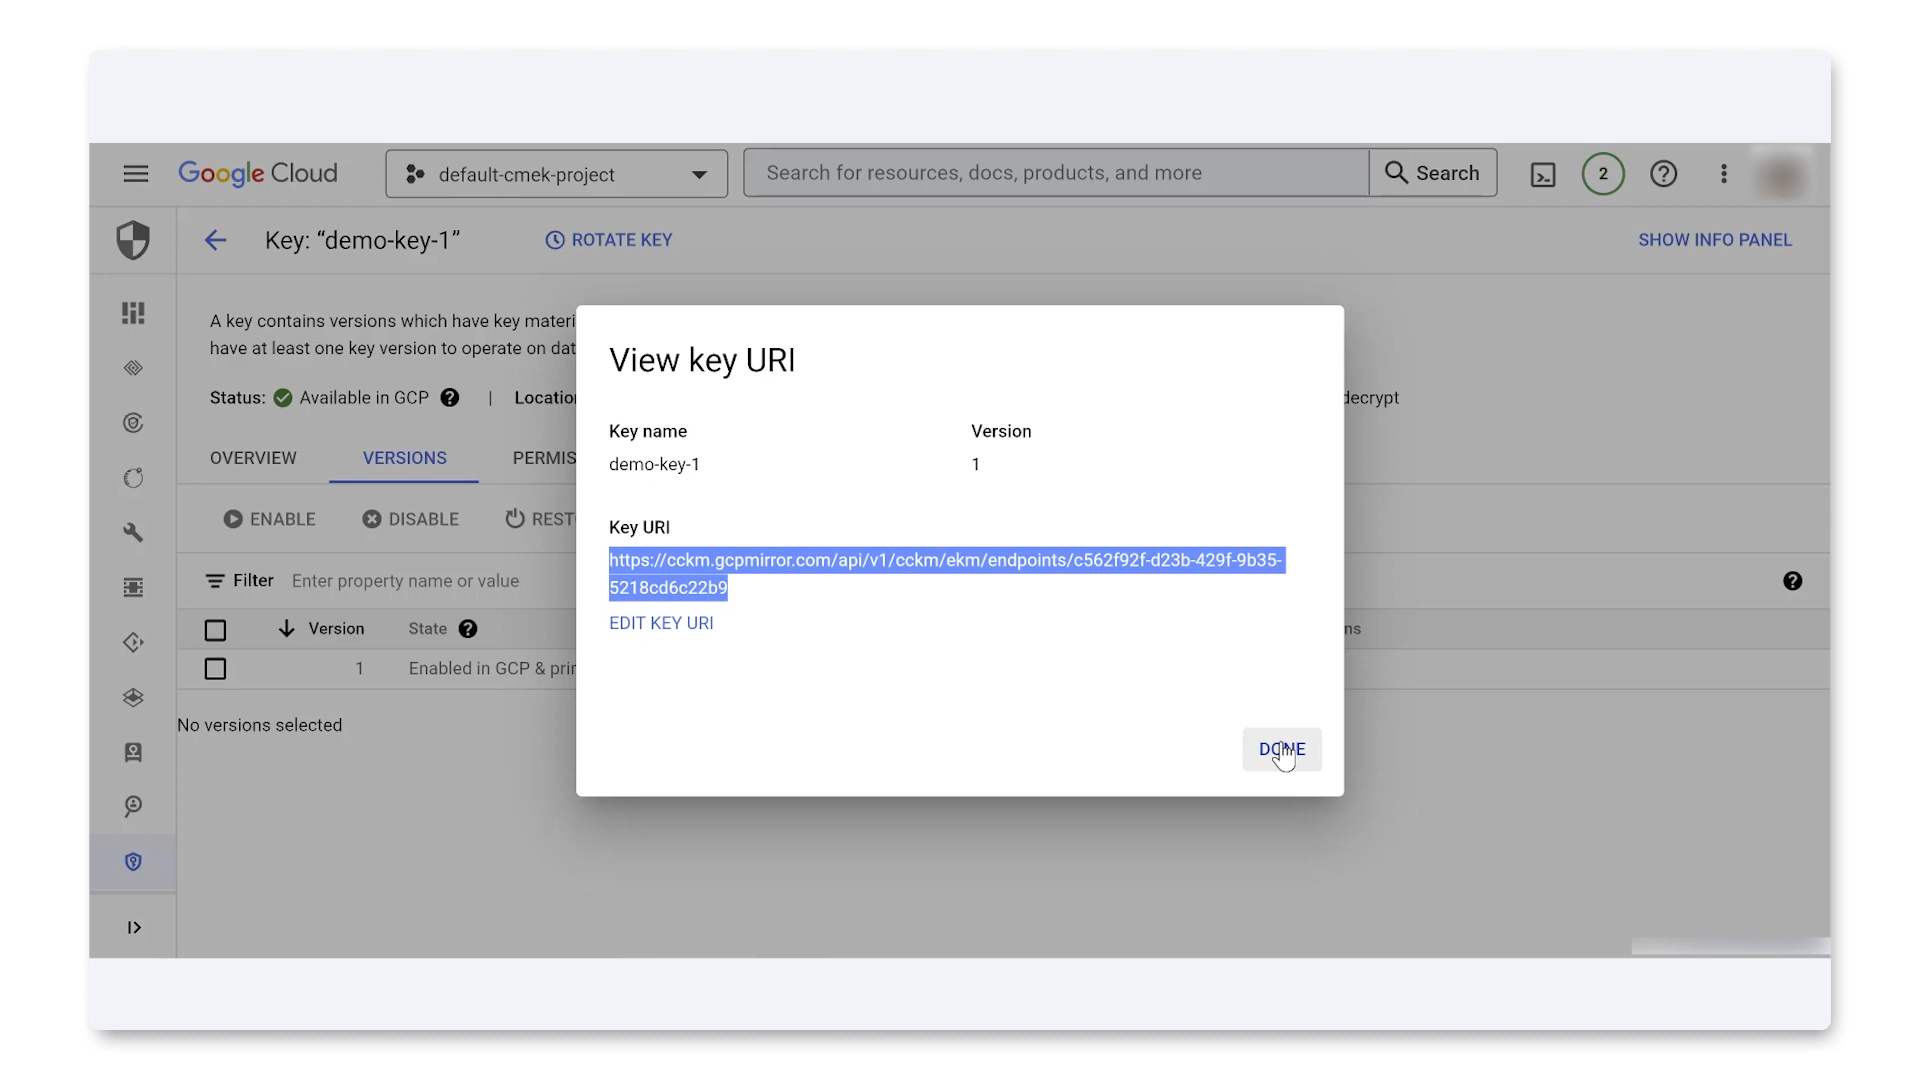 Google Cloud
default-cmek-project
Search for resources, docs, products, and more
Search
2
Key: “demo-key-1”
ROTATE KEY
SHOW INFO PANEL
A key contains versions which have key materi
have at least one key version to operate on dat
Status: Available in GCP
|
Location
decrypt
OVERVIEW
VERSIONS
PERMIS
ENABLE
DISABLE
REST
Filter
Enter property name or value
Version
State
ns
1
Enabled in GCP & prin
No versions selected
View key URI
Key name
Version
demo-key-1
1
Key URI
https://cckm.gcpmirror.com/api/v1/cckm/ekm/endpoints/c562f92f-d23b-429f-9b35-
5218cd6c22b9
EDIT KEY URI
DONE